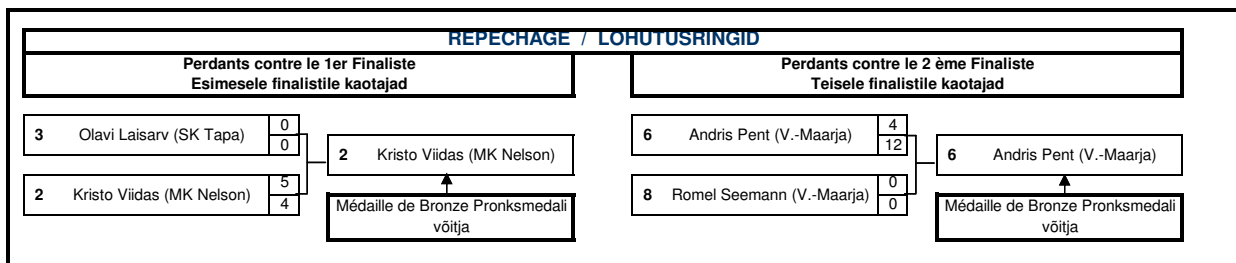 REPECHAGE / LOHUTUSRINGID
Perdants contre le 1er Finaliste
Esimesele finalistile kaotajad
Perdants contre le 2 ème Finaliste
Teisele finalistile kaotajad
3 Olavi Laisarv (SK Tapa) 0
0
2 Kristo Viidas (MK Nelson)
2 Kristo Viidas (MK Nelson) 5
4
Médaille de Bronze Pronksmedali
võitja
6 Andris Pent (V.-Maarja) 4
12
6 Andris Pent (V.-Maarja)
8 Romel Seemann (V.-Maarja) 0
0
Médaille de Bronze Pronksmedali
võitja